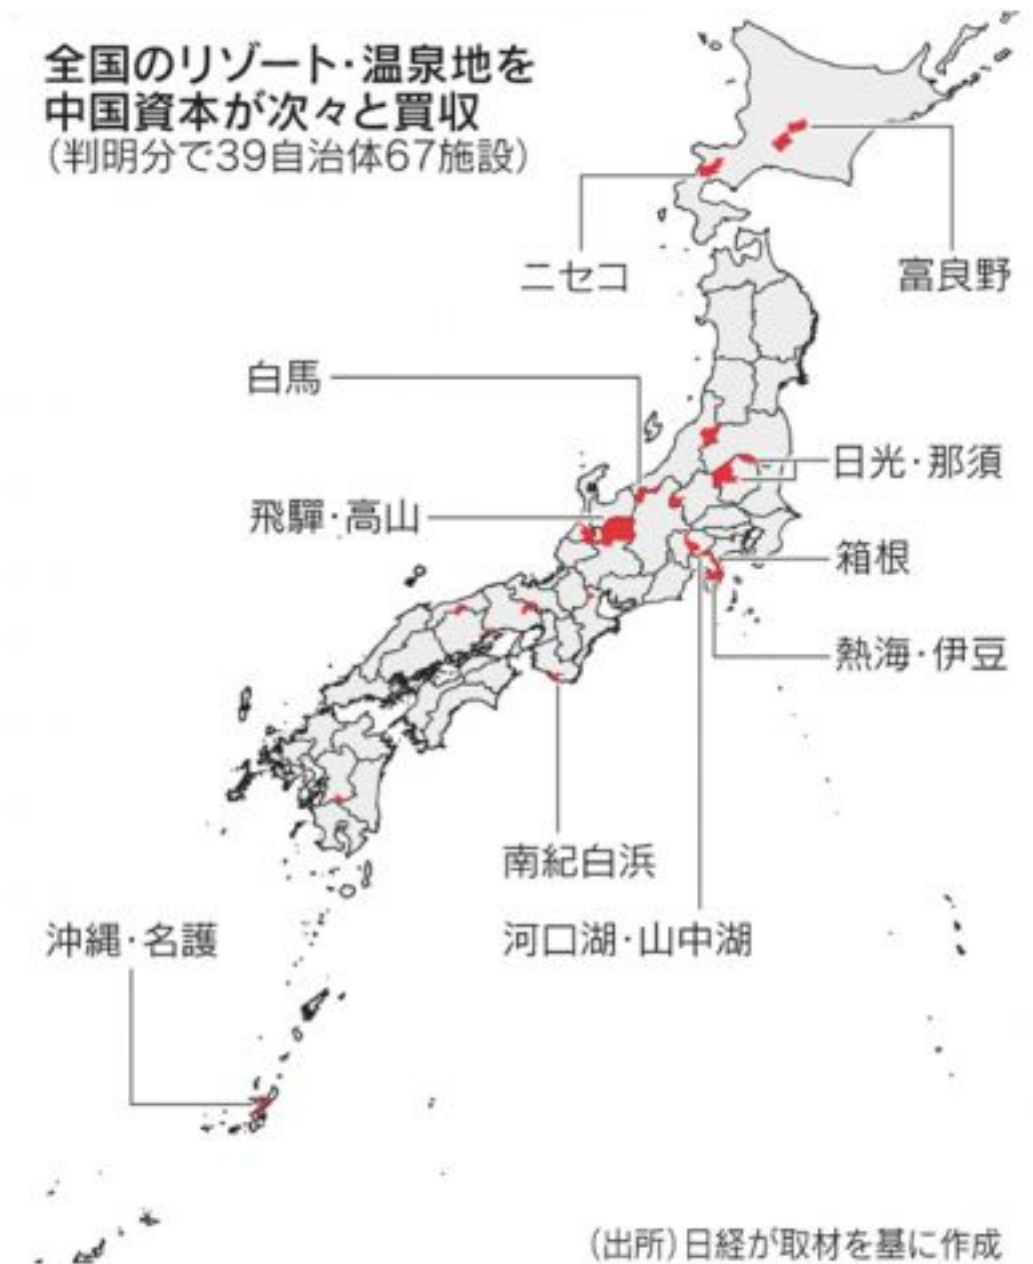 全国のリゾート・温泉地を
中国資本が次々と買収
（判明分で39自治体67施設）
ニセコ
富良野
白馬
日光・那須
飛驒・高山
箱根
熱海・伊豆
南紀白浜
沖縄・名護
河口湖・山中湖
（出所）日経が取材を基に作成